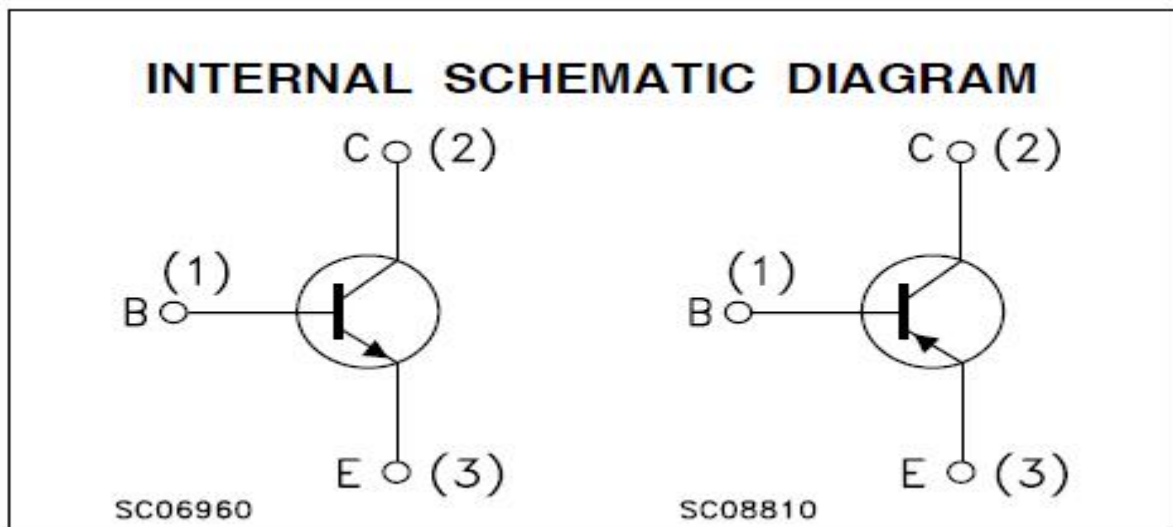 INTERNAL SCHEMATIC DIAGRAM
C (2)
(1)
B
E (3)
SC06960
C (2)
(1)
B
E (3)
SC08810